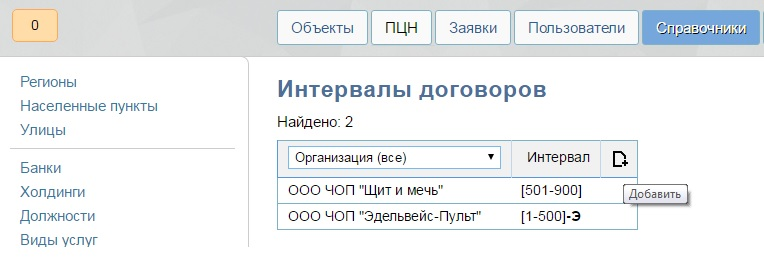 0
Объекты ПЦН Заявки Пользователи Справочники
Регионы
Населенные пункты
Улицы
Банки
Холдинги
Должности
Виды услуг
Интервалы договоров
Найдено: 2
Организация (все) Интервал
ООО ЧОП "Щит и мечь" [501-900]
Добавить
ООО ЧОП "Эдельвейс-Пульт" [1-500]-Э